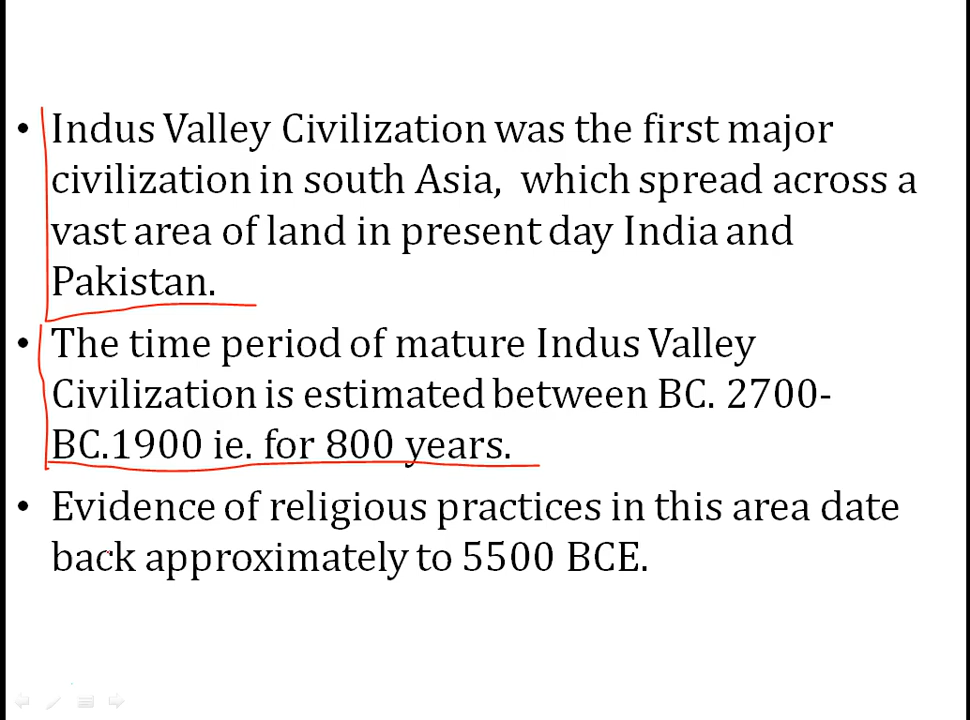 • Indus Valley Civilization was the first major
civilization in south Asia, which spread across a
vast area of land in present day India and
Pakistan.
• The time period of mature Indus Valley
Civilization is estimated between BC. 2700-
BC.1900 ie. for 800 years.
• Evidence of religious practices in this area date
back approximately to 5500 BCE.